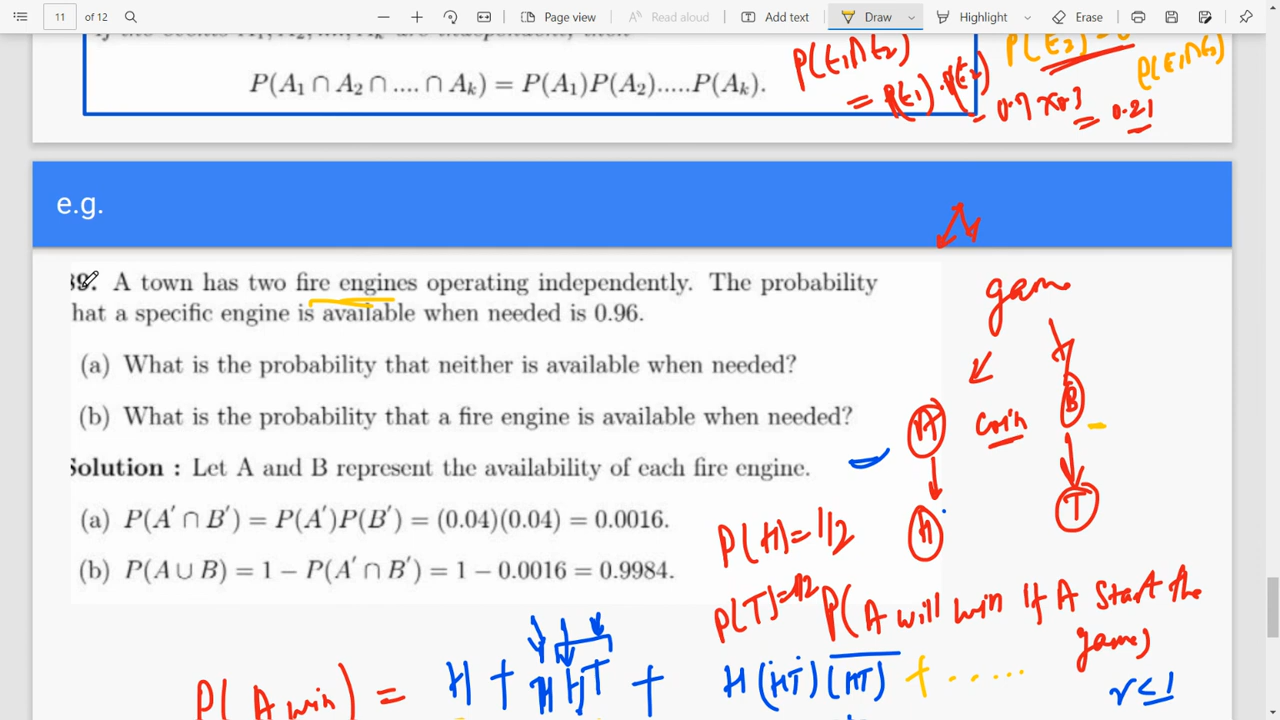 11 of 12 Page view Read aloud Add text Draw Highlight Erase
P(A1 ∩ A2 ∩ .... ∩ Ak) = P(A1)P(A2).....P(Ak).
P(E1∩E2)
= P(E1) . P(E2)
= 0.7 x 0.3 = 0.21
P(E1∩E2)
e.g.
39. A town has two fire engines operating independently. The probability
hat a specific engine is available when needed is 0.96.
(a) What is the probability that neither is available when needed?
(b) What is the probability that a fire engine is available when needed?
Solution : Let A and B represent the availability of each fire engine.
(a) P(A′ ∩ B′) = P(A′)P(B′) = (0.04)(0.04) = 0.0016.
(b) P(A ∪ B) = 1 − P(A′ ∩ B′) = 1 − 0.0016 = 0.9984.
game
A coin B
H T
P(H)=1/2
P(T)=1/2
P(A will win If A start the
game)
P(A win) = H + HHT + H(HT)(HT) + .....
r<1